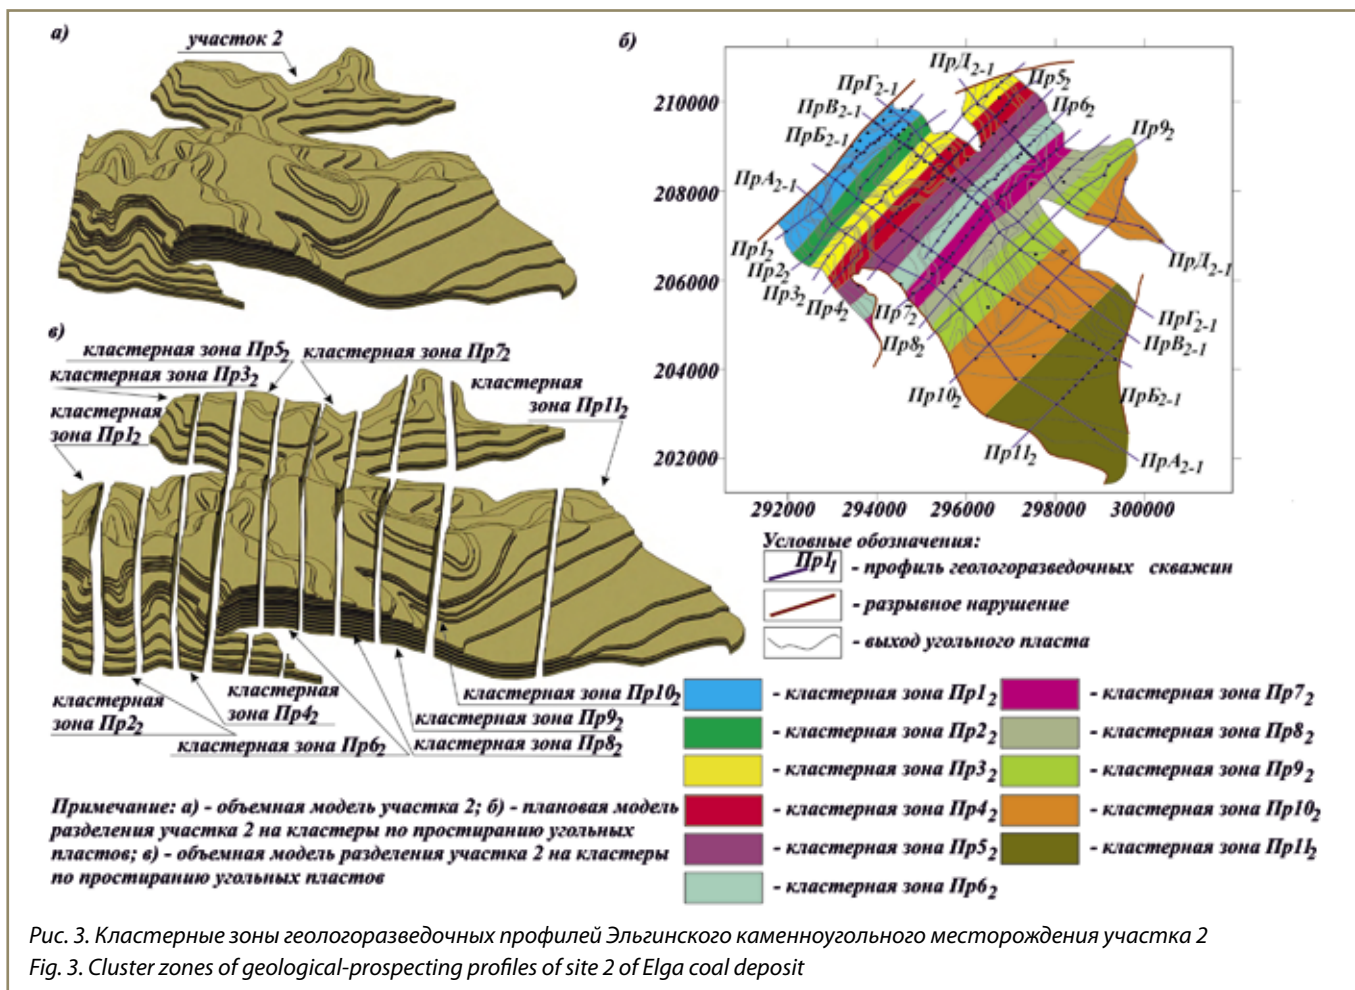 а)
участок 2
б)
ПрД2-1
Пр52
ПрГ2-1
Пр62
ПрВ2-1
Пр92
ПрБ2-1
ПрА2-1
Пр12
Пр22
Пр32
Пр42
Пр72
Пр82
Пр102
Пр112
ПрД2-1
ПрГ2-1
ПрВ2-1
ПрБ2-1
ПрА2-1
210000
208000
206000
204000
202000
292000 294000 296000 298000 300000
в)
кластерная зона Пр52
кластерная зона Пр72
кластерная зона Пр32
кластерная
зона Пр112
кластерная
зона Пр12
кластерная
зона Пр22
кластерная
зона Пр42
кластерная зона Пр62
кластерная зона Пр102
кластерная зона Пр92
кластерная зона Пр82
Условные обозначения:
Пр11 - профиль геологоразведочных скважин
- разрывное нарушение
- выход угольного пласта
- кластерная зона Пр12
- кластерная зона Пр22
- кластерная зона Пр32
- кластерная зона Пр42
- кластерная зона Пр52
- кластерная зона Пр62
- кластерная зона Пр72
- кластерная зона Пр82
- кластерная зона Пр92
- кластерная зона Пр102
- кластерная зона Пр112
Примечание: а) - объемная модель участка 2; б) - плановая модель
разделения участка 2 на кластеры по простиранию угольных
пластов; в) - объемная модель разделения участка 2 на кластеры
по простиранию угольных пластов
Рис. 3. Кластерные зоны геологоразведочных профилей Эльгинского каменноугольного месторождения участка 2
Fig. 3. Cluster zones of geological-prospecting profiles of site 2 of Elga coal deposit